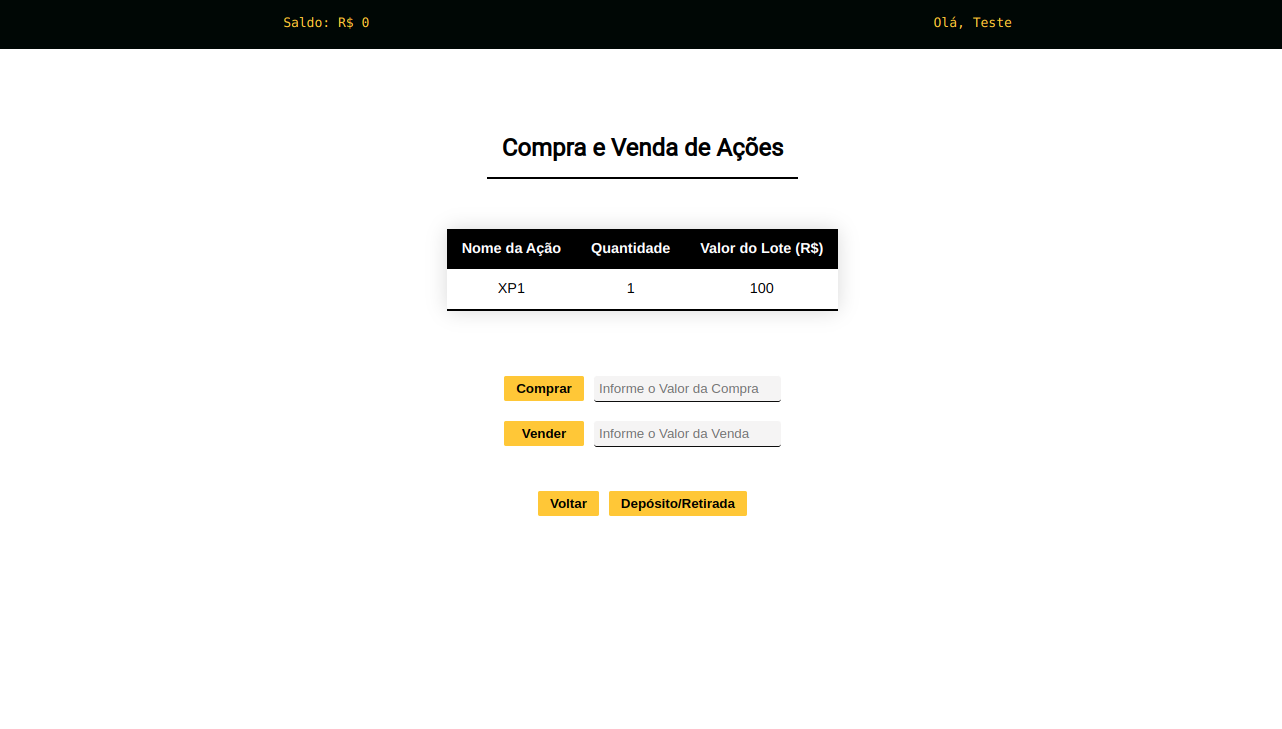 Saldo: R$ 0 Olá, Teste
Compra e Venda de Ações
Nome da Ação Quantidade Valor do Lote (R$)
XP1 1 100
Comprar Informe o Valor da Compra
Vender Informe o Valor da Venda
Voltar Depósito/Retirada